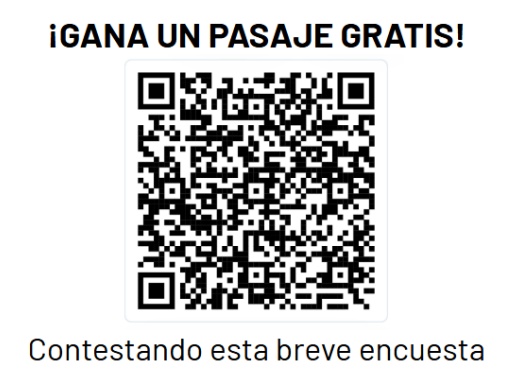 ¡GANA UN PASAJE GRATIS!
Contestando esta breve encuesta